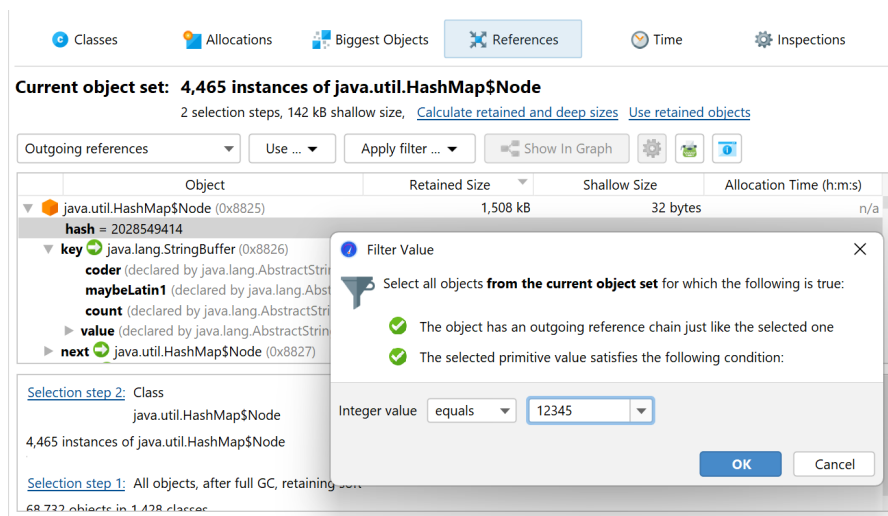 Classes Allocations Biggest Objects References Time Inspections
Current object set: 4,465 instances of java.util.HashMap$Node
2 selection steps, 142 kB shallow size, Calculate retained and deep sizes Use retained objects
Outgoing references Use ... Apply filter ... Show In Graph
Object Retained Size Shallow Size Allocation Time (h:m:s)
java.util.HashMap$Node (0x8825) 1,508 kB 32 bytes n/a
hash = 2028549414
key java.lang.StringBuffer (0x8826)
coder (declared by java.lang.AbstractStri
maybeLatin1 (declared by java.lang.Abst
count (declared by java.lang.AbstractStri
value (declared by java.lang.AbstractStrin
next java.util.HashMap$Node (0x8827)
Filter Value
Select all objects from the current object set for which the following is true:
The object has an outgoing reference chain just like the selected one
The selected primitive value satisfies the following condition:
Integer value equals 12345
OK Cancel
Selection step 2: Class
java.util.HashMap$Node
4,465 instances of java.util.HashMap$Node
Selection step 1: All objects, after full GC, retaining
68,732 objects in 1,428 classes